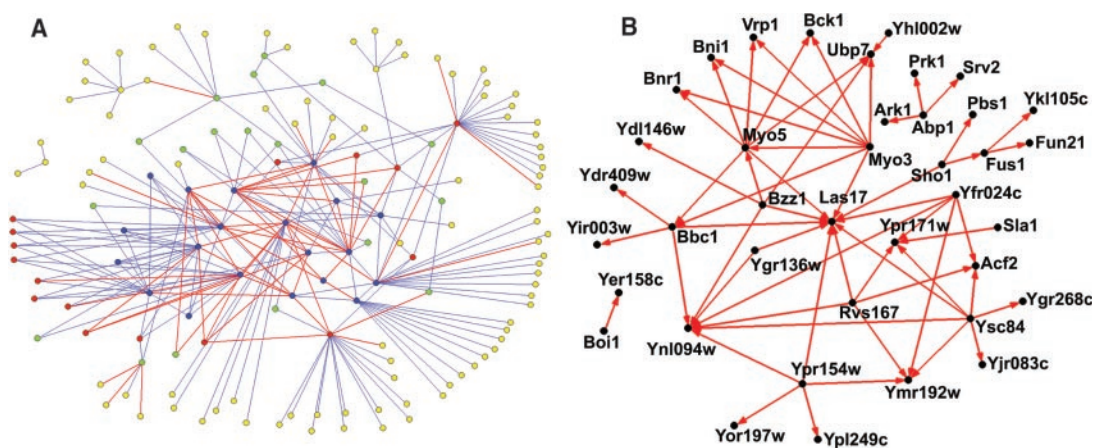 A
B
Bck1
Vrp1
Yhl002w
Ubp7
Bni1
Prk1
Srv2
Bnr1
Pbs1
Ykl105c
Ark1
Abp1
Ydl146w
Myo5
Fun21
Myo3
Fus1
Sho1
Ydr409w
Bzz1
Las17
Yfr024c
Ypr171w
Sla1
Yir003w
Bbc1
Ygr136w
Acf2
Yer158c
Ygr268c
Rvs167
Ysc84
Boi1
Ynl094w
Yjr083c
Ypr154w
Ymr192w
Yor197w
Ypl249c